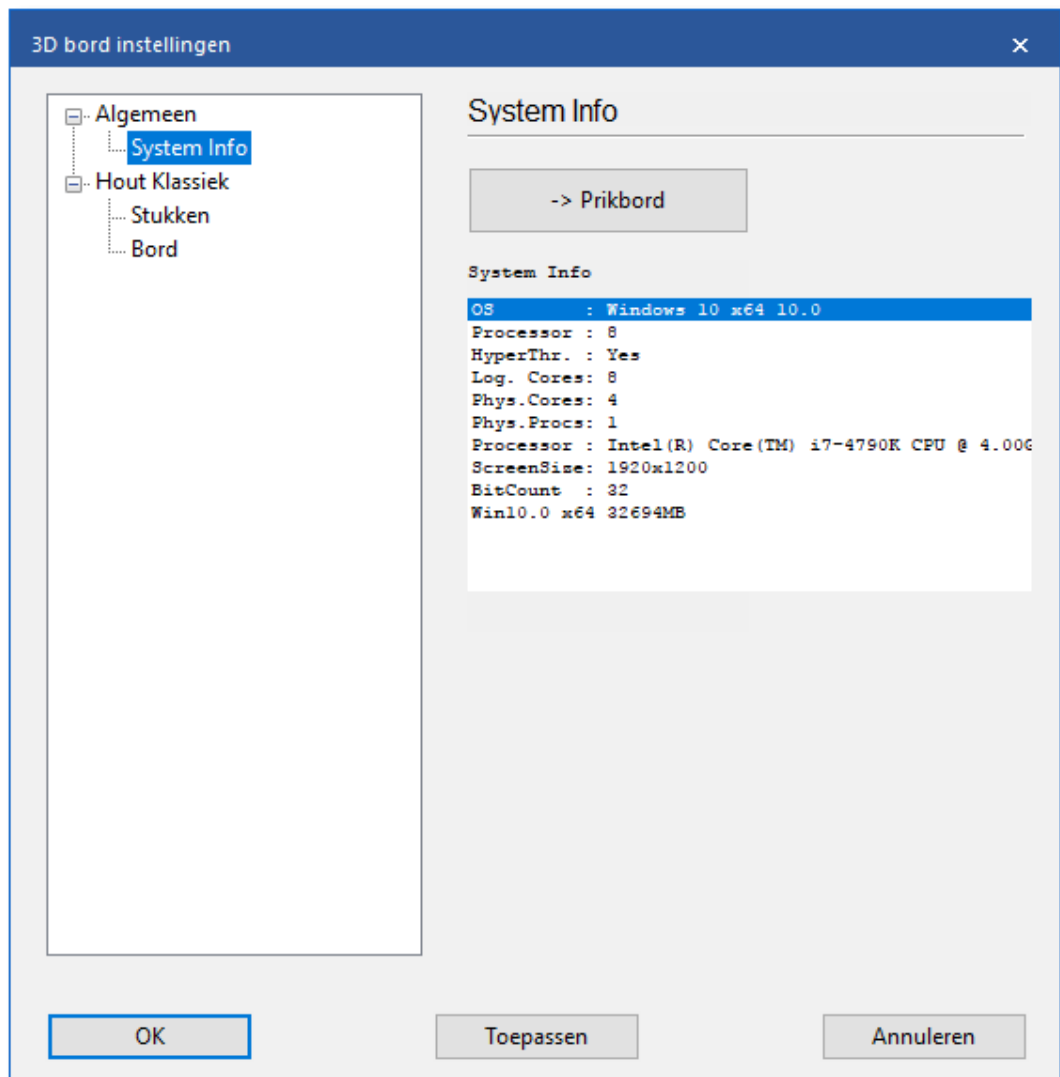 3D bord instellingen
Algemeen
System Info
Hout Klassiek
Stukken
Bord
System Info
-> Prikbord
System Info
OS        : Windows 10 x64 10.0
Processor : 8
HyperThr. : Yes
Log. Cores: 8
Phys.Cores: 4
Phys.Procs: 1
Processor : Intel(R) Core(TM) i7-4790K CPU @ 4.00G
ScreenSize: 1920x1200
BitCount  : 32
Win10.0 x64 32694MB
OK
Toepassen
Annuleren